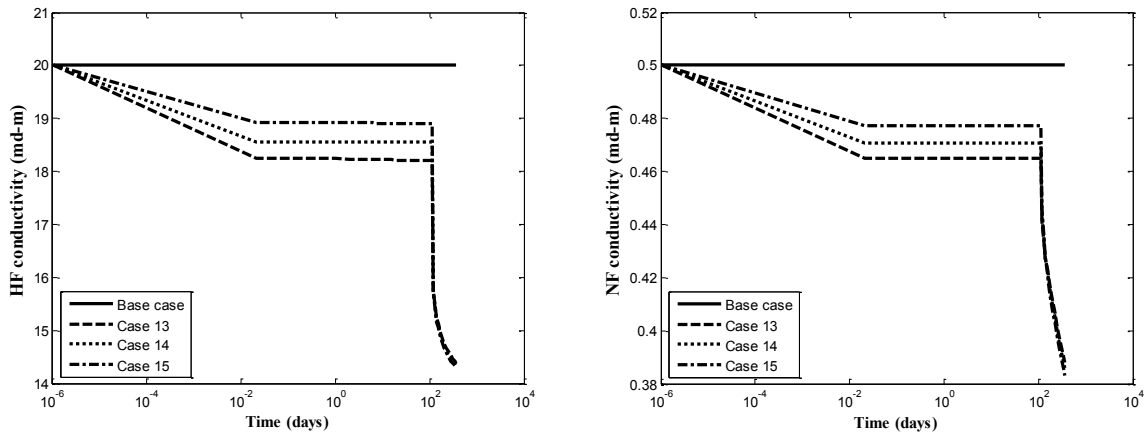 21
20
19
18
17
16
15
14
HF conductivity (md-m)
Base case
Case 13
Case 14
Case 15
10^-6
10^-4
10^-2
10^0
10^2
10^4
Time (days)
0.52
0.5
0.48
0.46
0.44
0.42
0.4
0.38
NF conductivity (md-m)
Base case
Case 13
Case 14
Case 15
10^-6
10^-4
10^-2
10^0
10^2
10^4
Time (days)